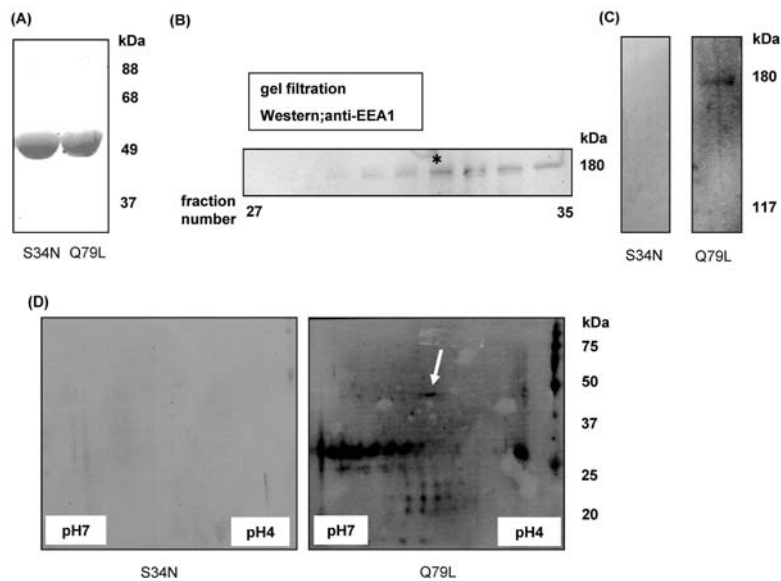 (A)
kDa
88
68
49
37
S34N Q79L
(B)
gel filtration
Western;anti-EEA1
*
kDa
180
fraction
number
27
35
(C)
180
117
S34N
Q79L
(D)
kDa
75
50
37
25
20
pH7
pH4
pH7
pH4
S34N
Q79L